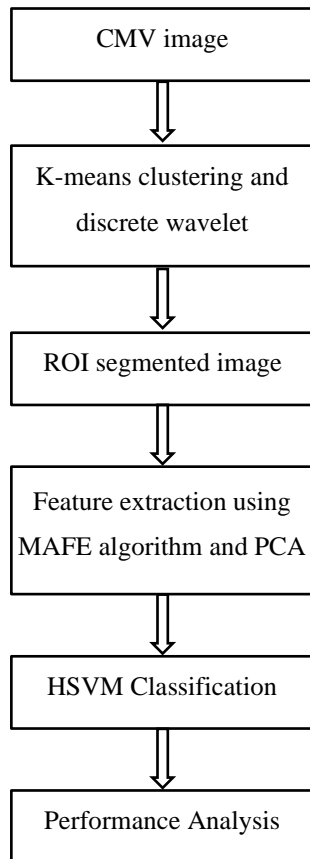 CMV image
K-means clustering and
discrete wavelet
ROI segmented image
Feature extraction using
MAFE algorithm and PCA
HSVM Classification
Performance Analysis